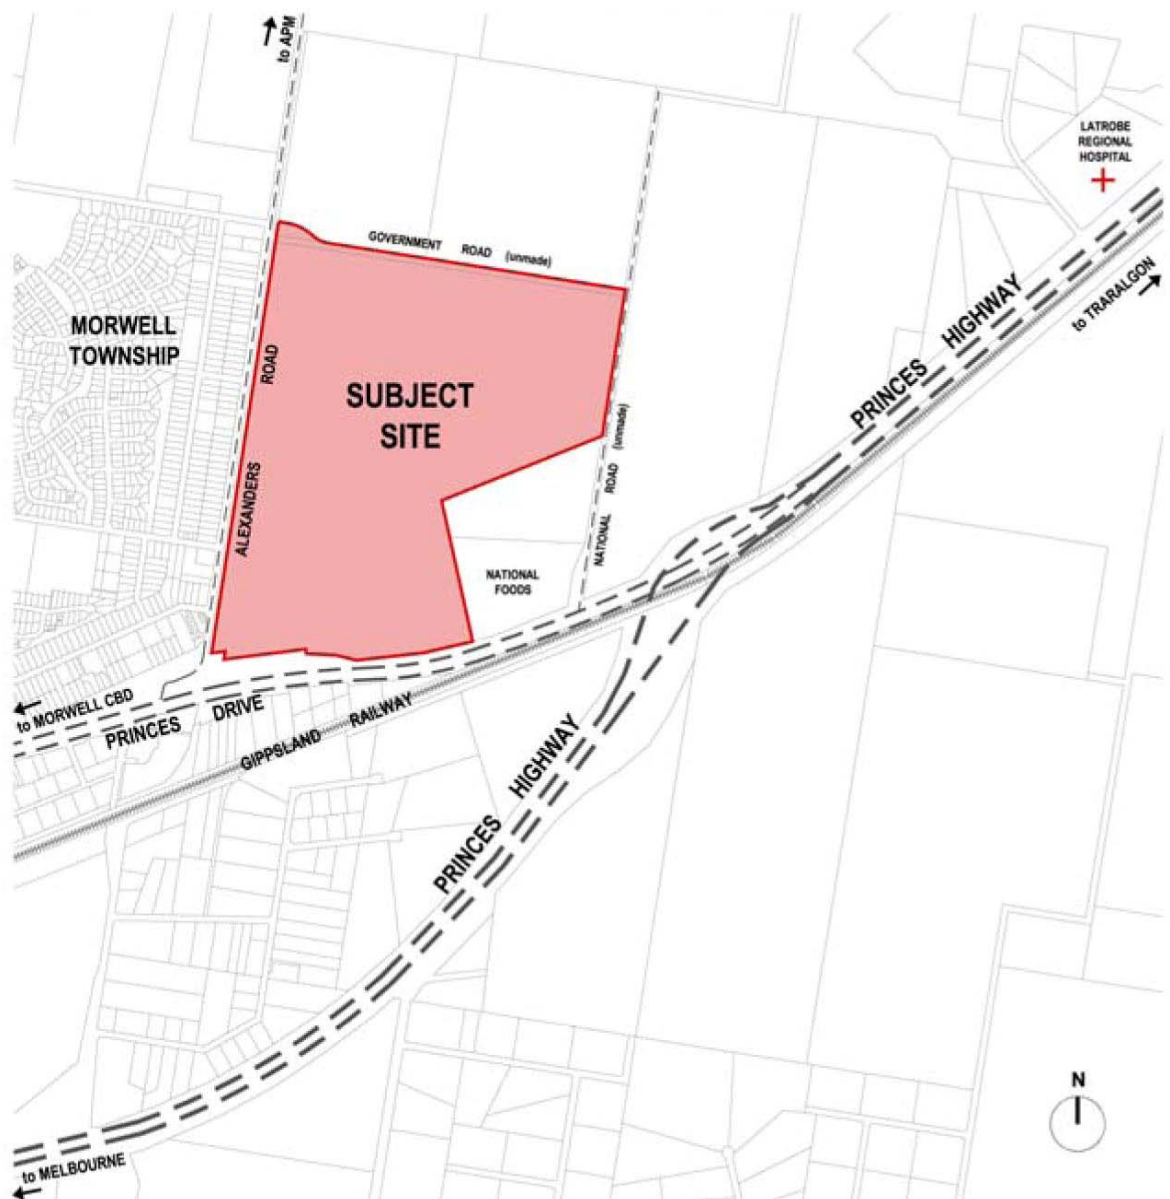 to APM
LATROBE
REGIONAL
HOSPITAL
GOVERNMENT ROAD (unmade)
MORWELL
TOWNSHIP
ALEXANDERS ROAD
SUBJECT
SITE
NATIONAL ROAD (unmade)
NATIONAL
FOODS
PRINCES HIGHWAY
to TRARALGON
to MORWELL CBD
PRINCES DRIVE
GIPPSLAND RAILWAY
PRINCES HIGHWAY
N
to MELBOURNE